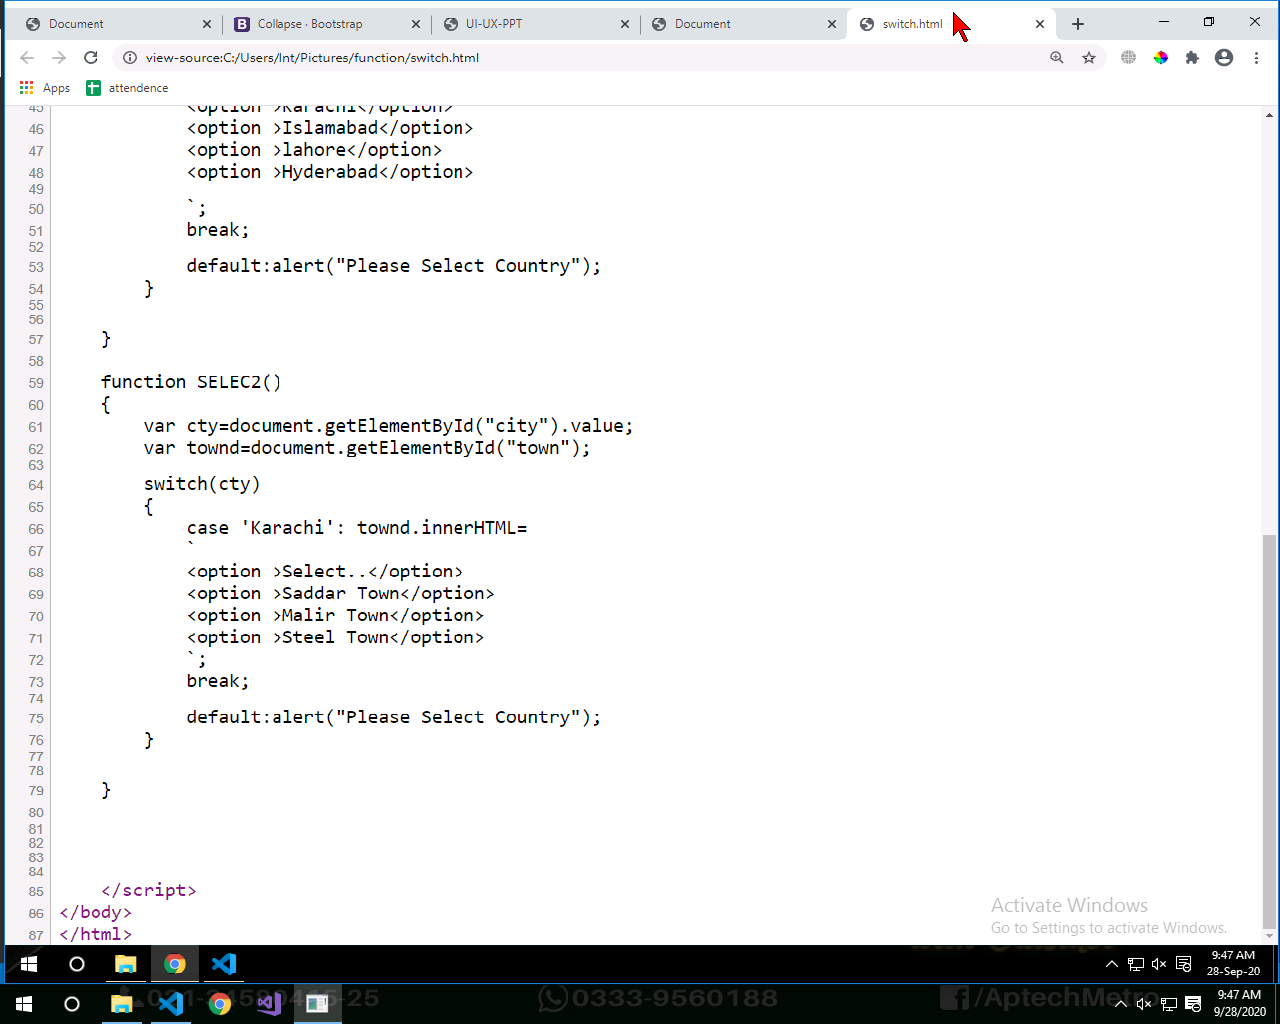 Document
Collapse · Bootstrap
UI-UX-PPT
Document
switch.html
view-source:C:/Users/Int/Pictures/function/switch.html
Apps
attendence
45 <option >Karachi</option>
46 <option >Islamabad</option>
47 <option >lahore</option>
48 <option >Hyderabad</option>
49
50 `;
51 break;
52
53 default:alert("Please Select Country");
54 }
55
56
57 }
58
59 function SELEC2()
60 {
61 var cty=document.getElementById("city").value;
62 var townd=document.getElementById("town");
63
64 switch(cty)
65 {
66 case 'Karachi': townd.innerHTML=
67 `
68 <option >Select..</option>
69 <option >Saddar Town</option>
70 <option >Malir Town</option>
71 <option >Steel Town</option>
72 `;
73 break;
74
75 default:alert("Please Select Country");
76 }
77
78
79 }
80
81
82
83
84
85 </script>
86 </body>
87 </html>
Activate Windows
Go to Settings to activate Windows.
9:47 AM
28-Sep-20
0333-9560188
/AptechMetro
9:47 AM
9/28/2020